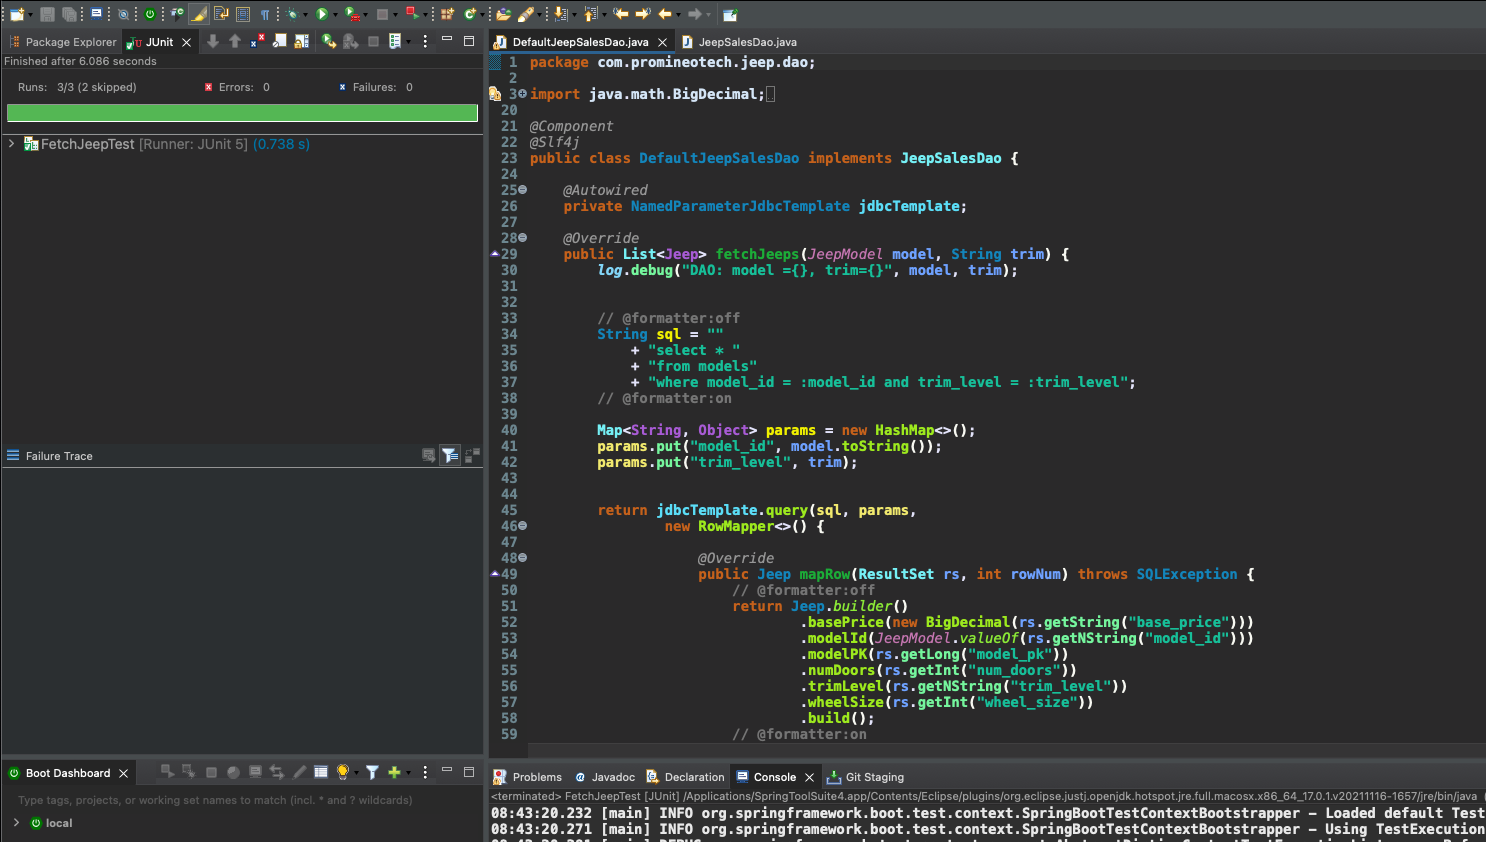 Package Explorer
JUnit
Finished after 6.086 seconds
Runs: 3/3 (2 skipped)
Errors: 0
Failures: 0
FetchJeepTest [Runner: JUnit 5] (0.738 s)
Failure Trace
Boot Dashboard
Type tags, projects, or working set names to match (incl. * and ? wildcards)
local
DefaultJeepSalesDao.java
JeepSalesDao.java
1 package com.promineotech.jeep.dao;
2
3 import java.math.BigDecimal;
20
21 @Component
22 @Slf4j
23 public class DefaultJeepSalesDao implements JeepSalesDao {
24
25 @Autowired
26 private NamedParameterJdbcTemplate jdbcTemplate;
27
28 @Override
29 public List<Jeep> fetchJeeps(JeepModel model, String trim) {
30 log.debug("DAO: model ={}, trim={}", model, trim);
31
32
33 // @formatter:off
34 String sql = ""
35 + "select * "
36 + "from models"
37 + "where model_id = :model_id and trim_level = :trim_level";
38 // @formatter:on
39
40 Map<String, Object> params = new HashMap<>();
41 params.put("model_id", model.toString());
42 params.put("trim_level", trim);
43
44
45 return jdbcTemplate.query(sql, params,
46 new RowMapper<>() {
47
48 @Override
49 public Jeep mapRow(ResultSet rs, int rowNum) throws SQLException {
50 // @formatter:off
51 return Jeep.builder()
52 .basePrice(new BigDecimal(rs.getString("base_price")))
53 .modelId(JeepModel.valueOf(rs.getNString("model_id")))
54 .modelPK(rs.getLong("model_pk"))
55 .numDoors(rs.getInt("num_doors"))
56 .trimLevel(rs.getNString("trim_level"))
57 .wheelSize(rs.getInt("wheel_size"))
58 .build();
59 // @formatter:on
Problems
Javadoc
Declaration
Console
Git Staging
<terminated> FetchJeepTest [JUnit] /Applications/SpringToolSuite4.app/Contents/Eclipse/plugins/org.eclipse.justj.openjdk.hotspot.jre.full.macosx.x86_64_17.0.1.v20211116-1657/jre/bin/java (
08:43:20.232 [main] INFO org.springframework.boot.test.context.SpringBootTestContextBootstrapper – Loaded default Test
08:43:20.271 [main] INFO org.springframework.boot.test.context.SpringBootTestContextBootstrapper – Using TestExecution